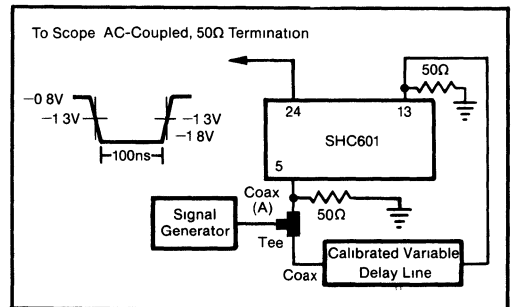 To Scope AC-Coupled, 50Ω Termination
50Ω
−0 8V
−1 3V
−1 3V
−1 8V
100ns
24
13
SHC601
5
Coax
(A)
50Ω
Signal
Generator
Tee
Calibrated Variable
Delay Line
Coax